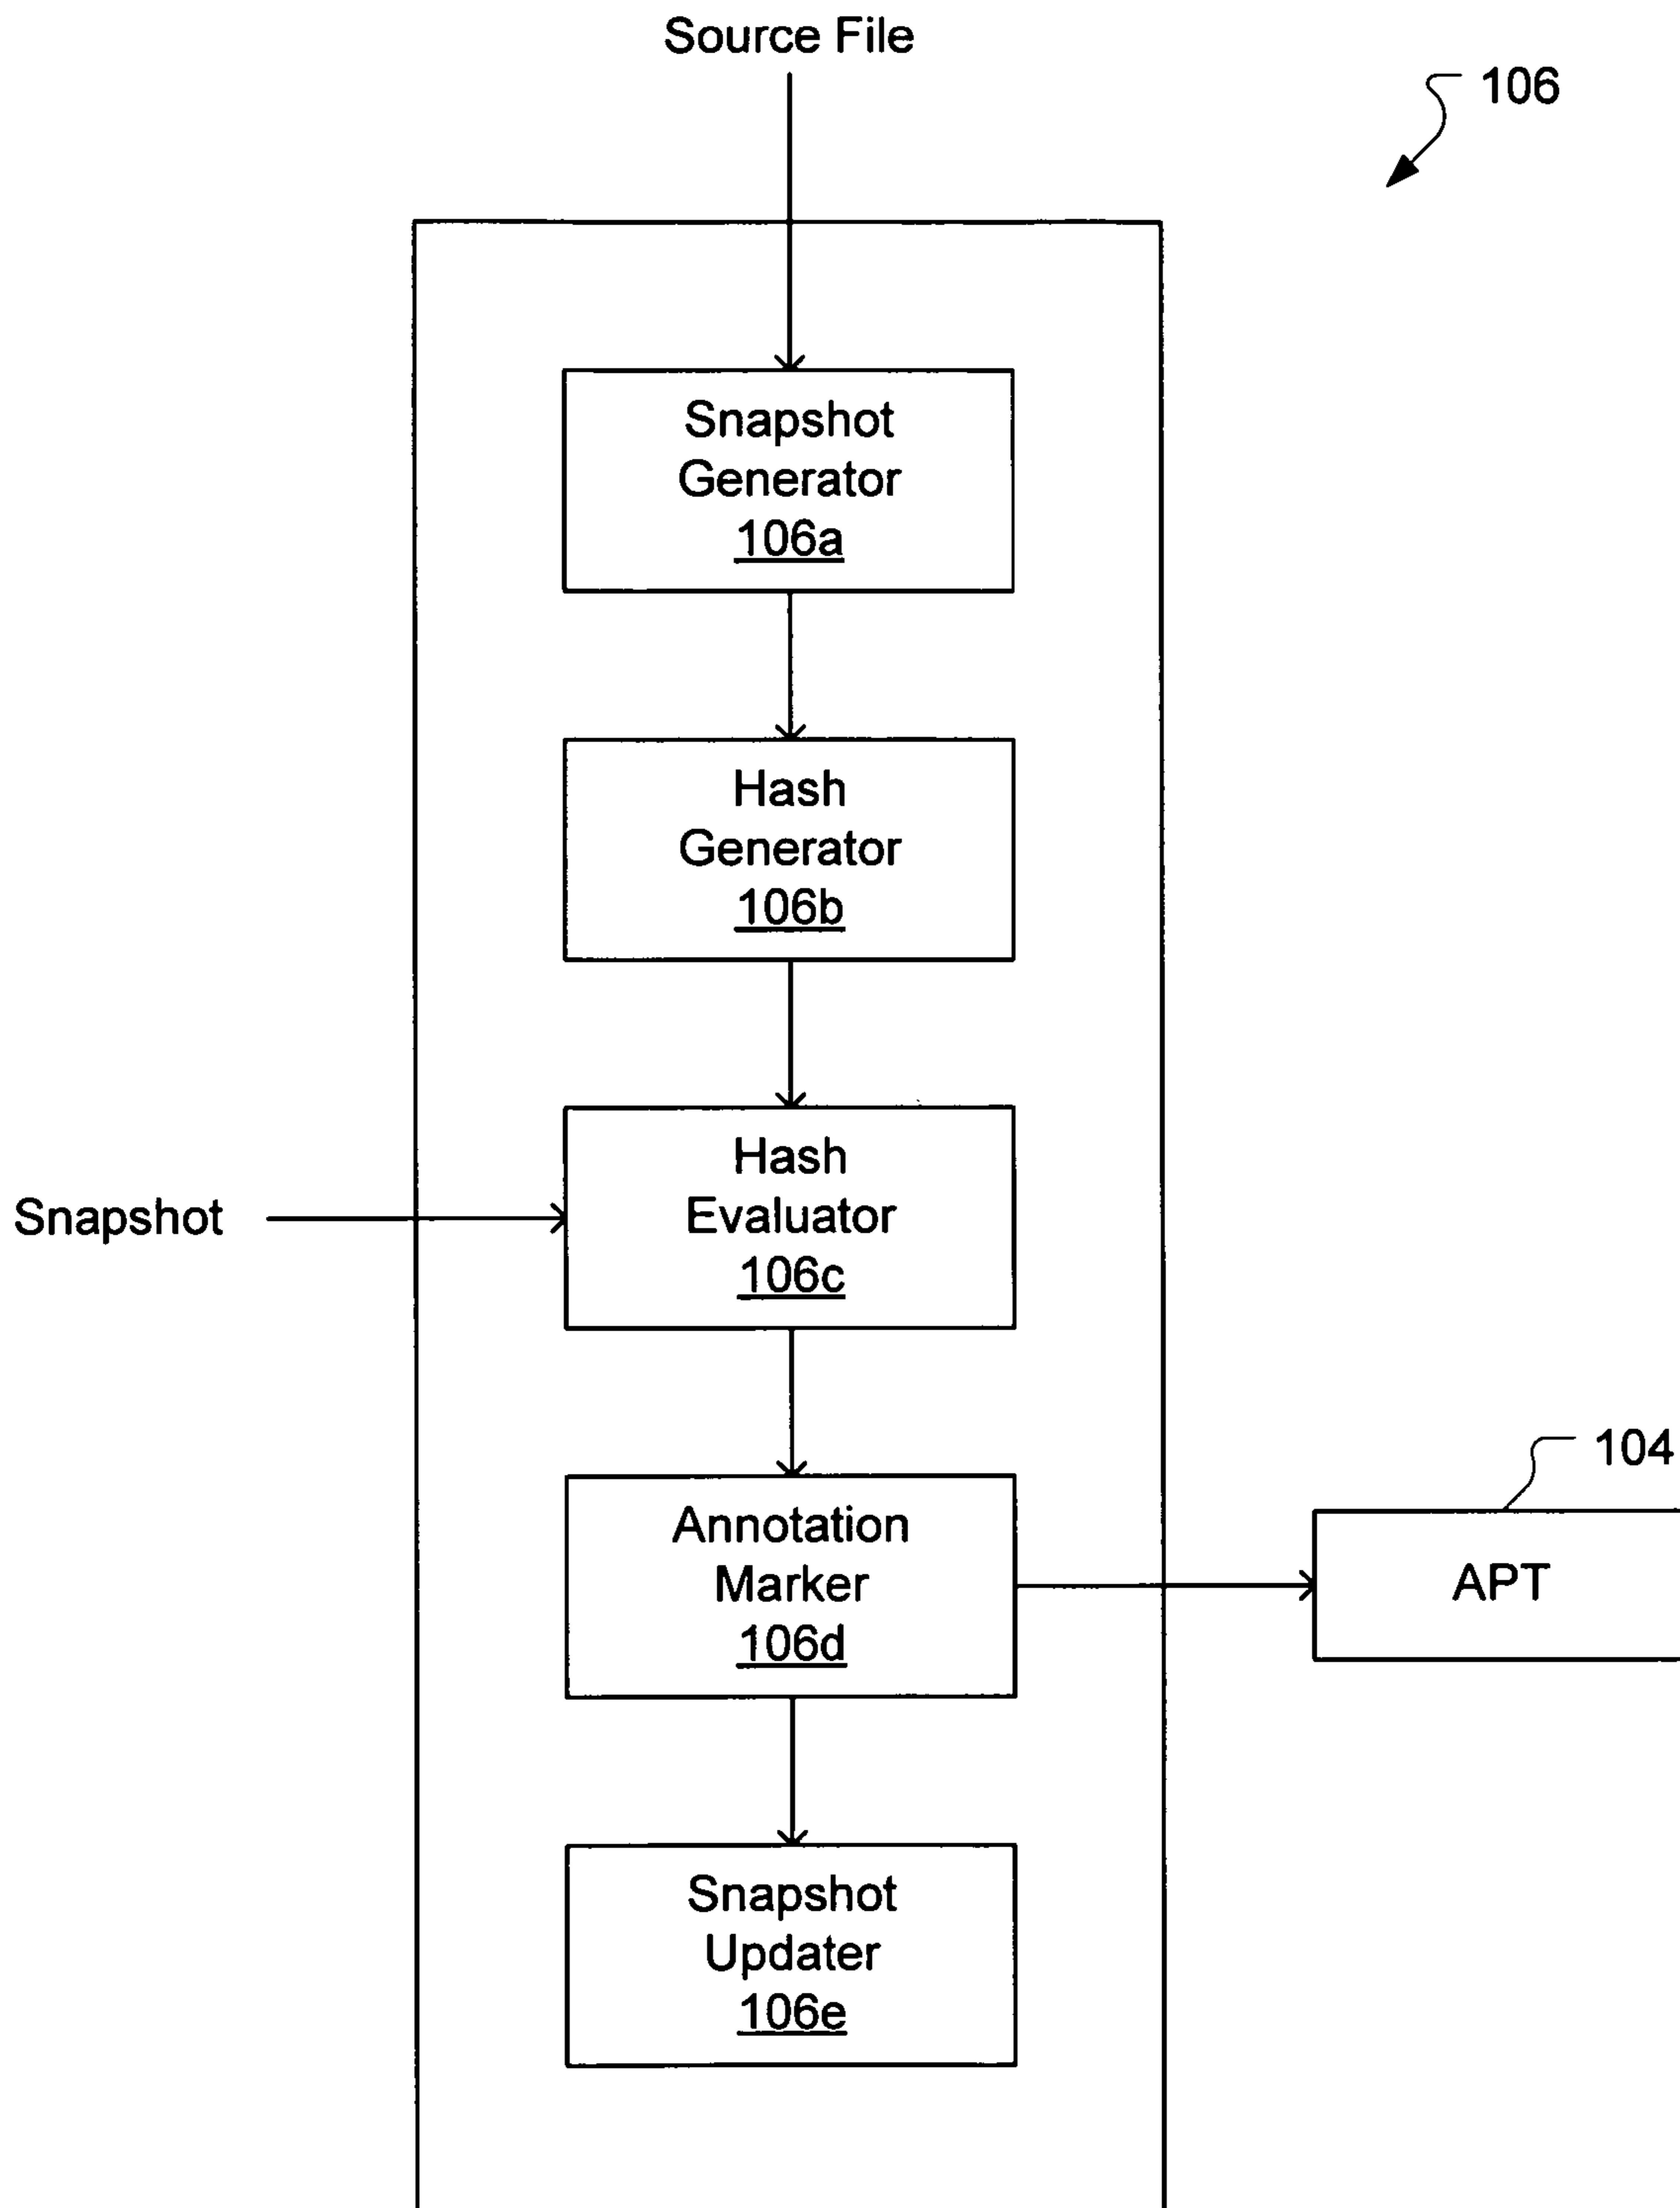 Source File
106
Snapshot
Generator
106a
Hash
Generator
106b
Hash
Evaluator
106c
Snapshot
Annotation
Marker
106d
104
APT
Snapshot
Updater
106e